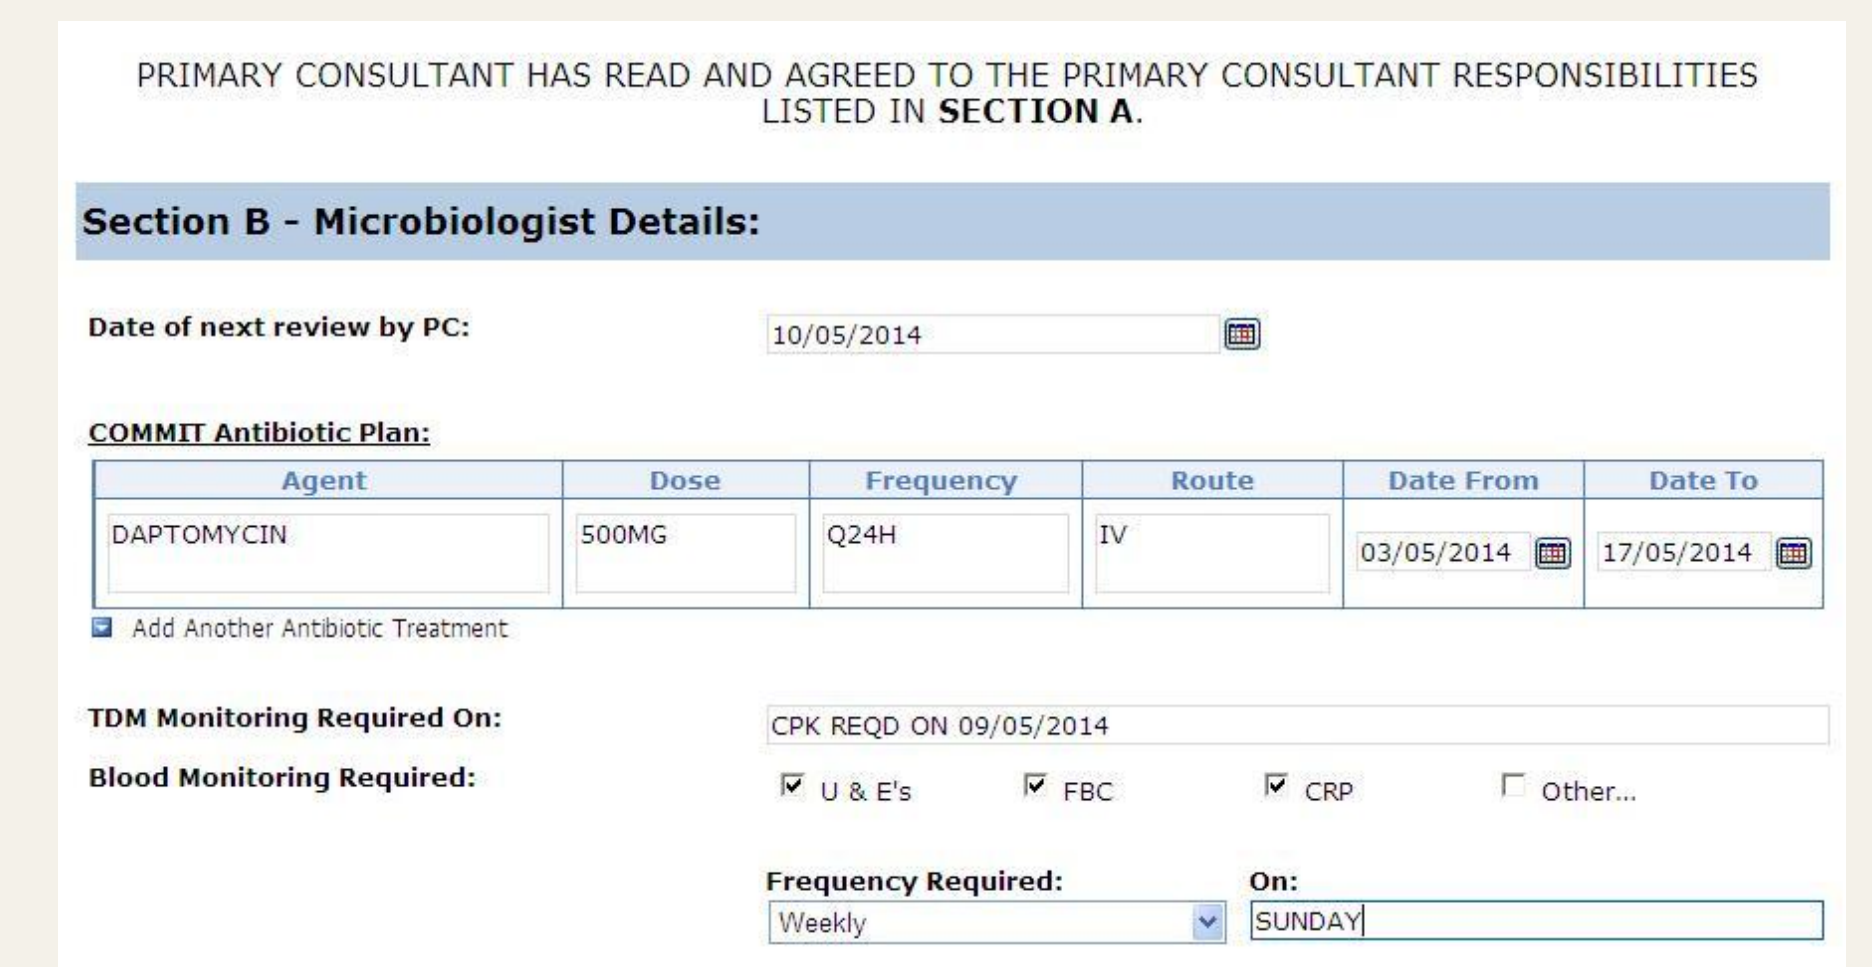 PRIMARY CONSULTANT HAS READ AND AGREED TO THE PRIMARY CONSULTANT RESPONSIBILITIES
LISTED IN SECTION A.
Section B - Microbiologist Details:
Date of next review by PC: 10/05/2014
COMMIT Antibiotic Plan:
Agent Dose Frequency Route Date From Date To
DAPTOMYCIN 500MG Q24H IV 03/05/2014 17/05/2014
Add Another Antibiotic Treatment
TDM Monitoring Required On: CPK REQD ON 09/05/2014
Blood Monitoring Required: U & E's FBC CRP Other...
Frequency Required: On:
Weekly SUNDAY